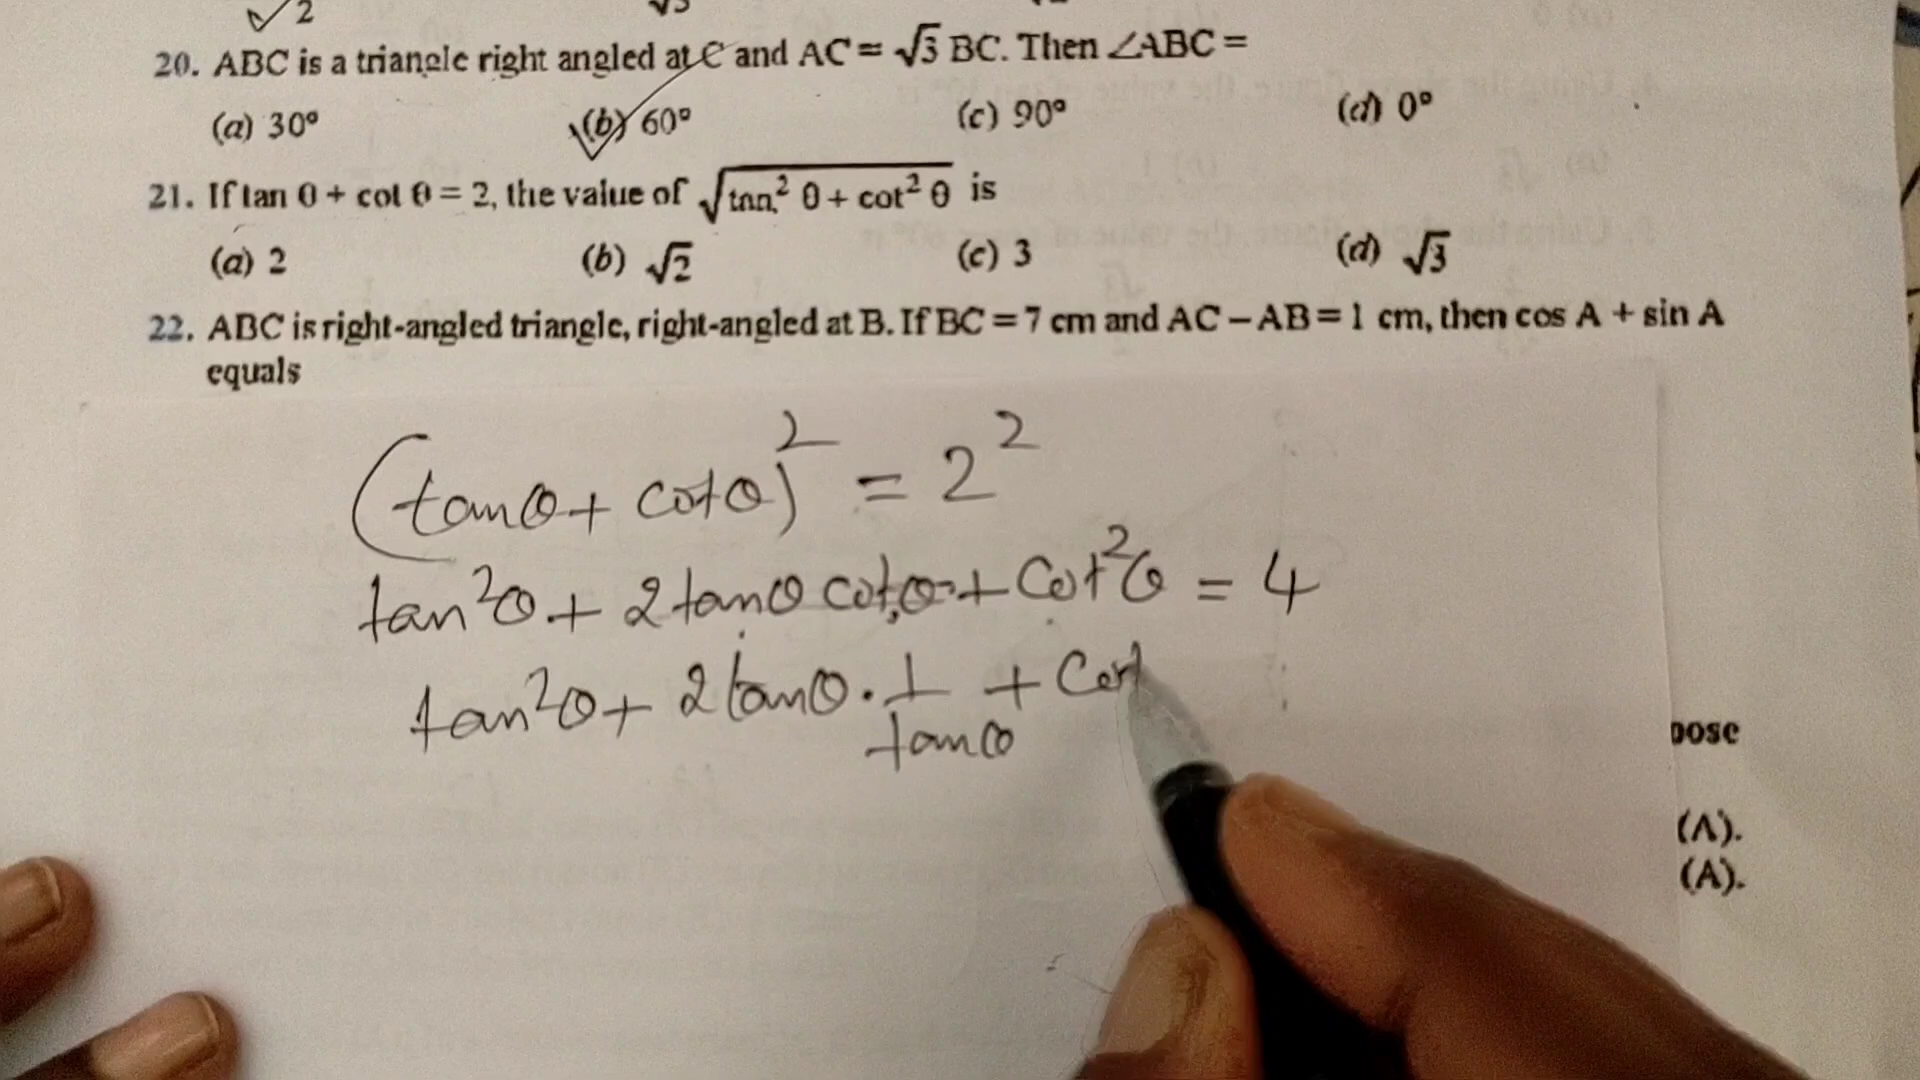 √2 √3
20. ABC is a triangle right angled at C and AC = √3 BC. Then ∠ABC =
(a) 30° (b) 60° (c) 90° (d) 0°
21. If tan θ + cot θ = 2, the value of √(tan² θ + cot² θ) is
(a) 2 (b) √2 (c) 3 (d) √3
22. ABC is right-angled triangle, right-angled at B. If BC = 7 cm and AC – AB = 1 cm, then cos A + sin A
equals
(tanθ + cotθ)² = 2²
tan²θ + 2tanθ cotθ + cot²θ = 4
tan²θ + 2tanθ · 1/tanθ + cot
pose
(A).
(A).